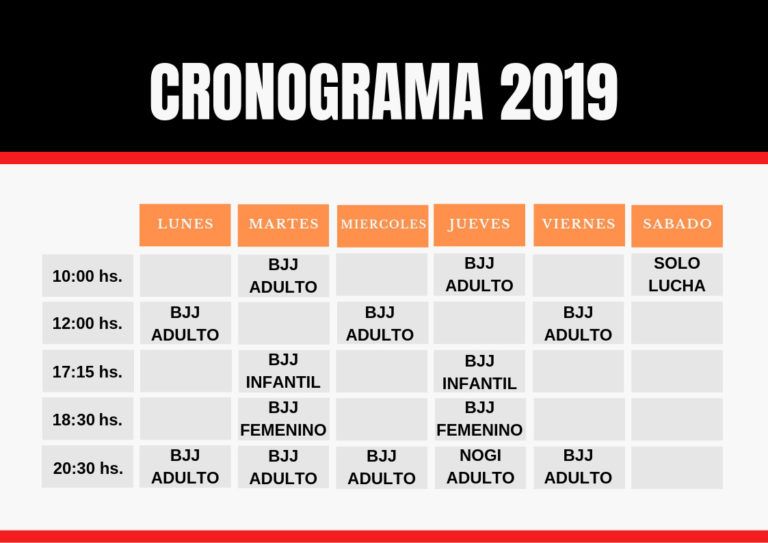 CRONOGRAMA 2019
LUNES MARTES MIERCOLES JUEVES VIERNES SABADO
10:00 hs. BJJ ADULTO BJJ ADULTO SOLO LUCHA
12:00 hs. BJJ ADULTO BJJ ADULTO BJJ ADULTO
17:15 hs. BJJ INFANTIL BJJ INFANTIL
18:30 hs. BJJ FEMENINO BJJ FEMENINO
20:30 hs. BJJ ADULTO BJJ ADULTO BJJ ADULTO NOGI ADULTO BJJ ADULTO